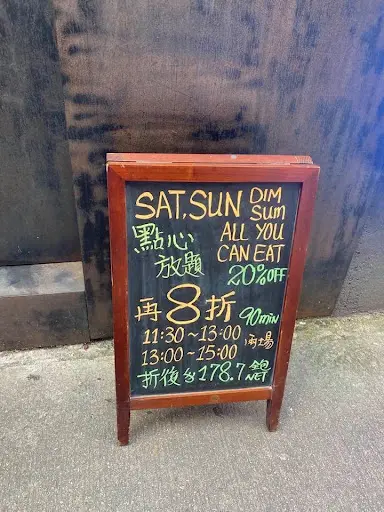 SAT.SUN DIM SUM
點心放題 ALL YOU CAN EAT
20% OFF
再8折 90min
11:30~13:00
13:00~15:00 兩場
折後$178.7